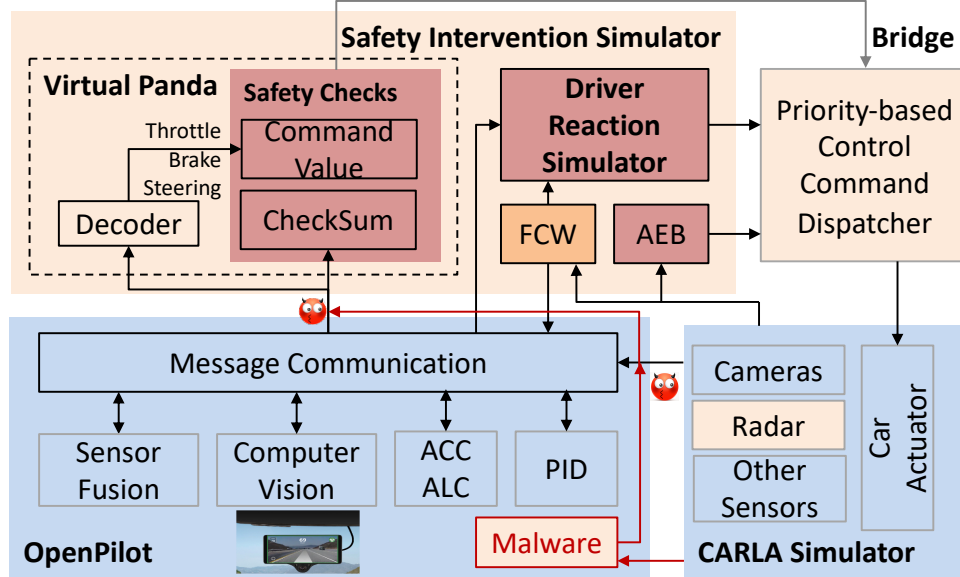 Safety Intervention Simulator
Bridge
Virtual Panda
Safety Checks
Throttle
Brake
Steering
Command
Value
Decoder
CheckSum
Driver
Reaction
Simulator
FCW
AEB
Priority-based
Control
Command
Dispatcher
Message Communication
Sensor
Fusion
Computer
Vision
ACC
ALC
PID
Malware
OpenPilot
Cameras
Radar
Other
Sensors
Car
Actuator
CARLA Simulator